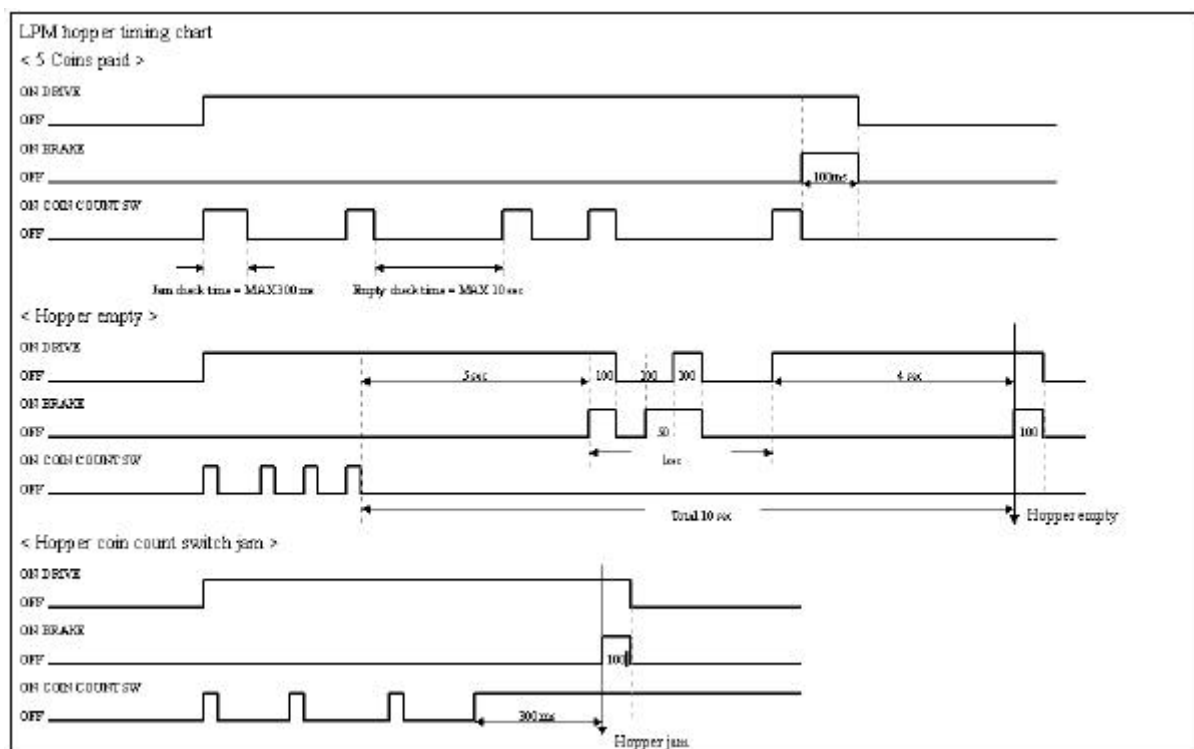 LPM hopper timing chart
< 5 Coins paid >
ON DRIVE
OFF
ON BRAKE
OFF
100ms
ON COIN COUNT SW
OFF
Jam check time = MAX 300 ms
Empty check time = MAX 10 sec
< Hopper empty >
ON DRIVE
OFF
5 sec
100
4 sec
ON BRAKE
OFF
50
100
1sec
ON COIN COUNT SW
OFF
Total 10 sec
Hopper empty
< Hopper coin count switch jam >
ON DRIVE
OFF
ON BRAKE
OFF
100
ON COIN COUNT SW
OFF
300 ms
Hopper jam